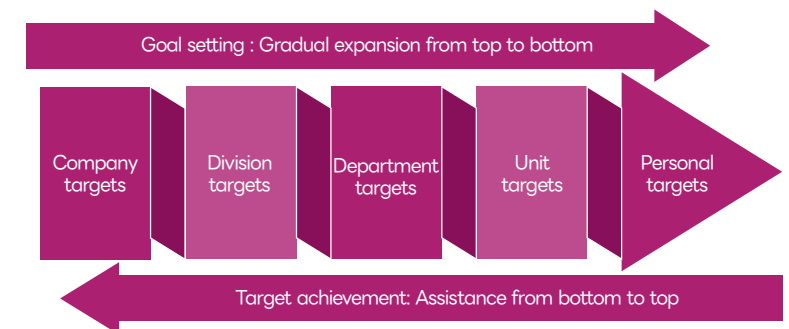 Goal setting : Gradual expansion from top to bottom
Company
targets
Division
targets
Department
targets
Unit
targets
Personal
targets
Target achievement: Assistance from bottom to top